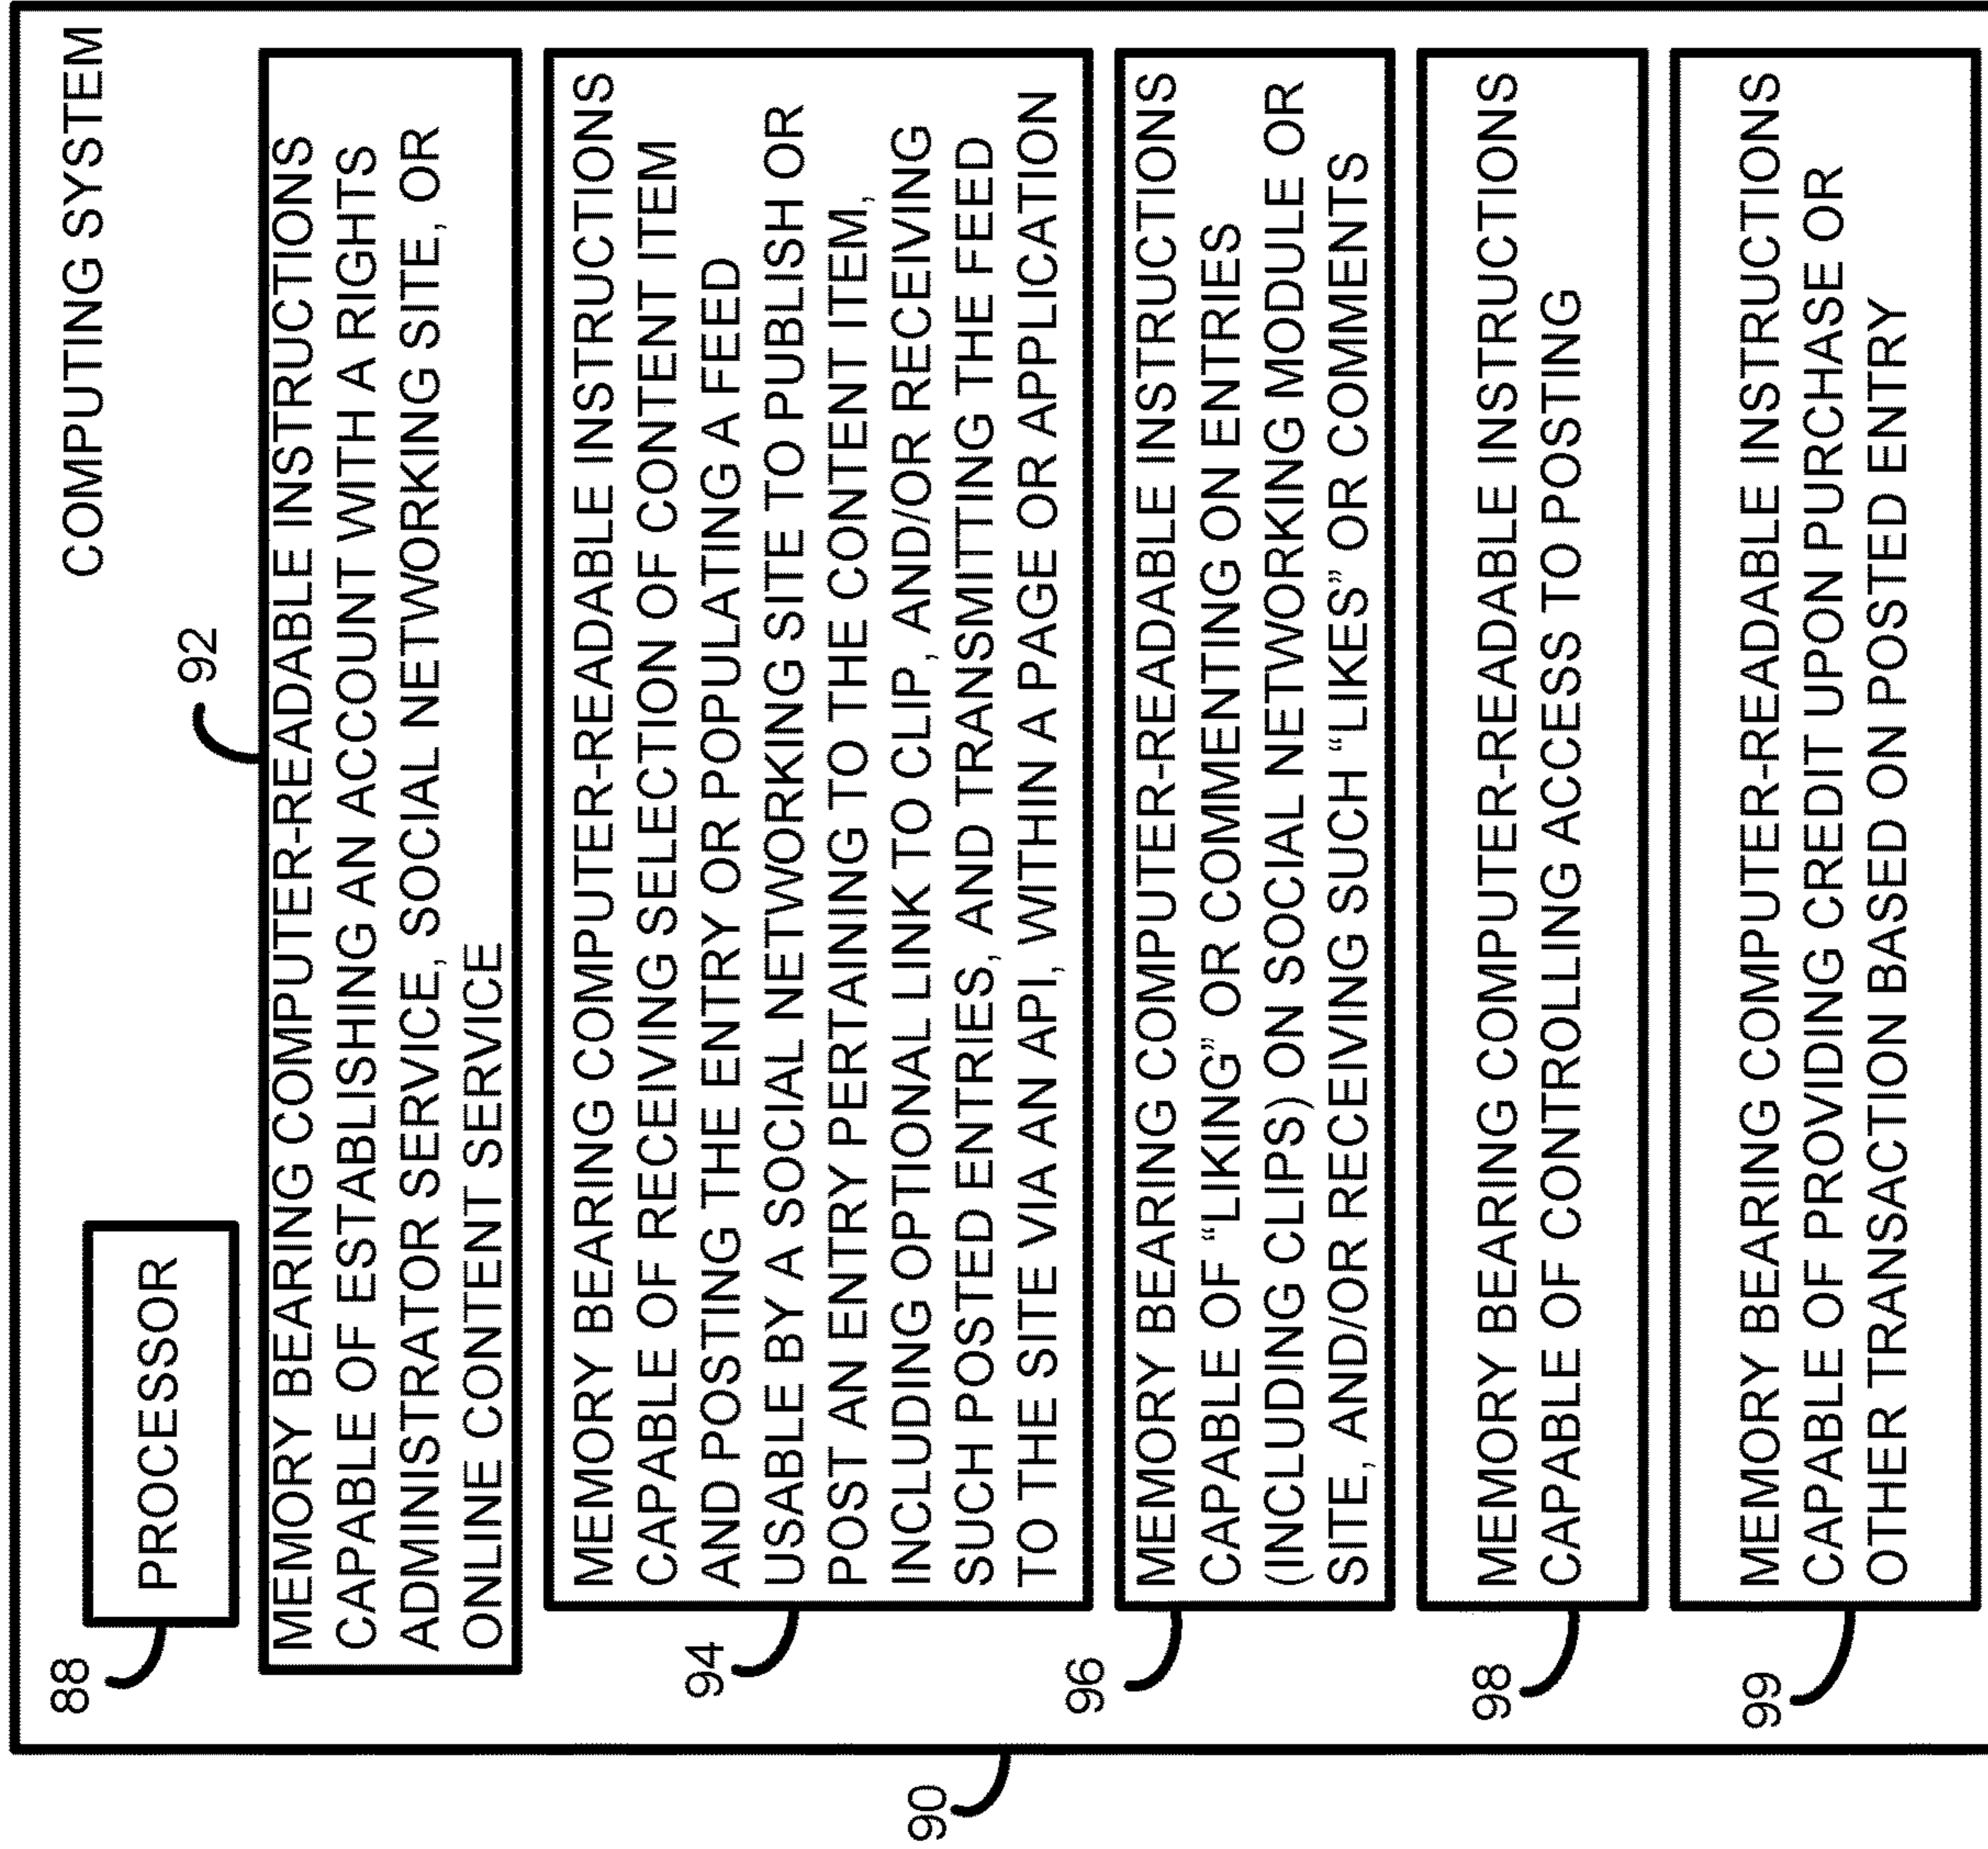 COMPUTING SYSTEM
88
PROCESSOR
92
MEMORY BEARING COMPUTER-READABLE INSTRUCTIONS
CAPABLE OF ESTABLISHING AN ACCOUNT WITH A RIGHTS
ADMINISTRATOR SERVICE, SOCIAL NETWORKING SITE, OR
ONLINE CONTENT SERVICE
94
MEMORY BEARING COMPUTER-READABLE INSTRUCTIONS
CAPABLE OF RECEIVING SELECTION OF CONTENT ITEM
AND POSTING THE ENTRY OR POPULATING A FEED
USABLE BY A SOCIAL NETWORKING SITE TO PUBLISH OR
POST AN ENTRY PERTAINING TO THE CONTENT ITEM,
INCLUDING OPTIONAL LINK TO CLIP, AND/OR RECEIVING
SUCH POSTED ENTRIES, AND TRANSMITTING THE FEED
TO THE SITE VIA AN API, WITHIN A PAGE OR APPLICATION
96
MEMORY BEARING COMPUTER-READABLE INSTRUCTIONS
CAPABLE OF “LIKING” OR COMMENTING ON ENTRIES
(INCLUDING CLIPS) ON SOCIAL NETWORKING MODULE OR
SITE, AND/OR RECEIVING SUCH “LIKES” OR COMMENTS
98
MEMORY BEARING COMPUTER-READABLE INSTRUCTIONS
CAPABLE OF CONTROLLING ACCESS TO POSTING
99
MEMORY BEARING COMPUTER-READABLE INSTRUCTIONS
CAPABLE OF PROVIDING CREDIT UPON PURCHASE OR
OTHER TRANSACTION BASED ON POSTED ENTRY
90